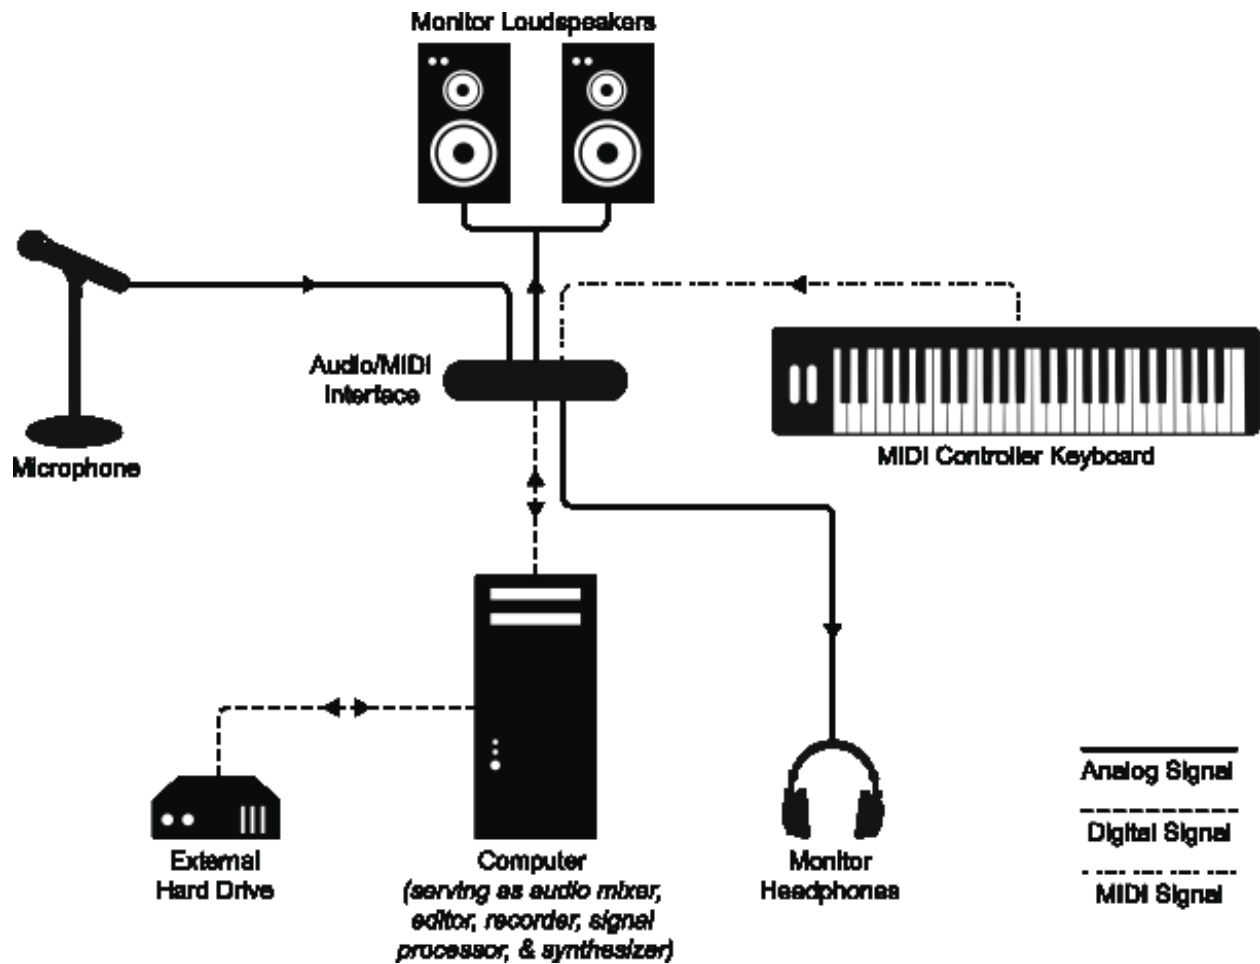 Monitor Loudspeakers
Audio/MIDI
Interface
Microphone
MIDI Controller Keyboard
External
Hard Drive
Computer
(serving as audio mixer,
editor, recorder, signal
processor, & synthesizer)
Monitor
Headphones
Analog Signal
Digital Signal
MIDI Signal